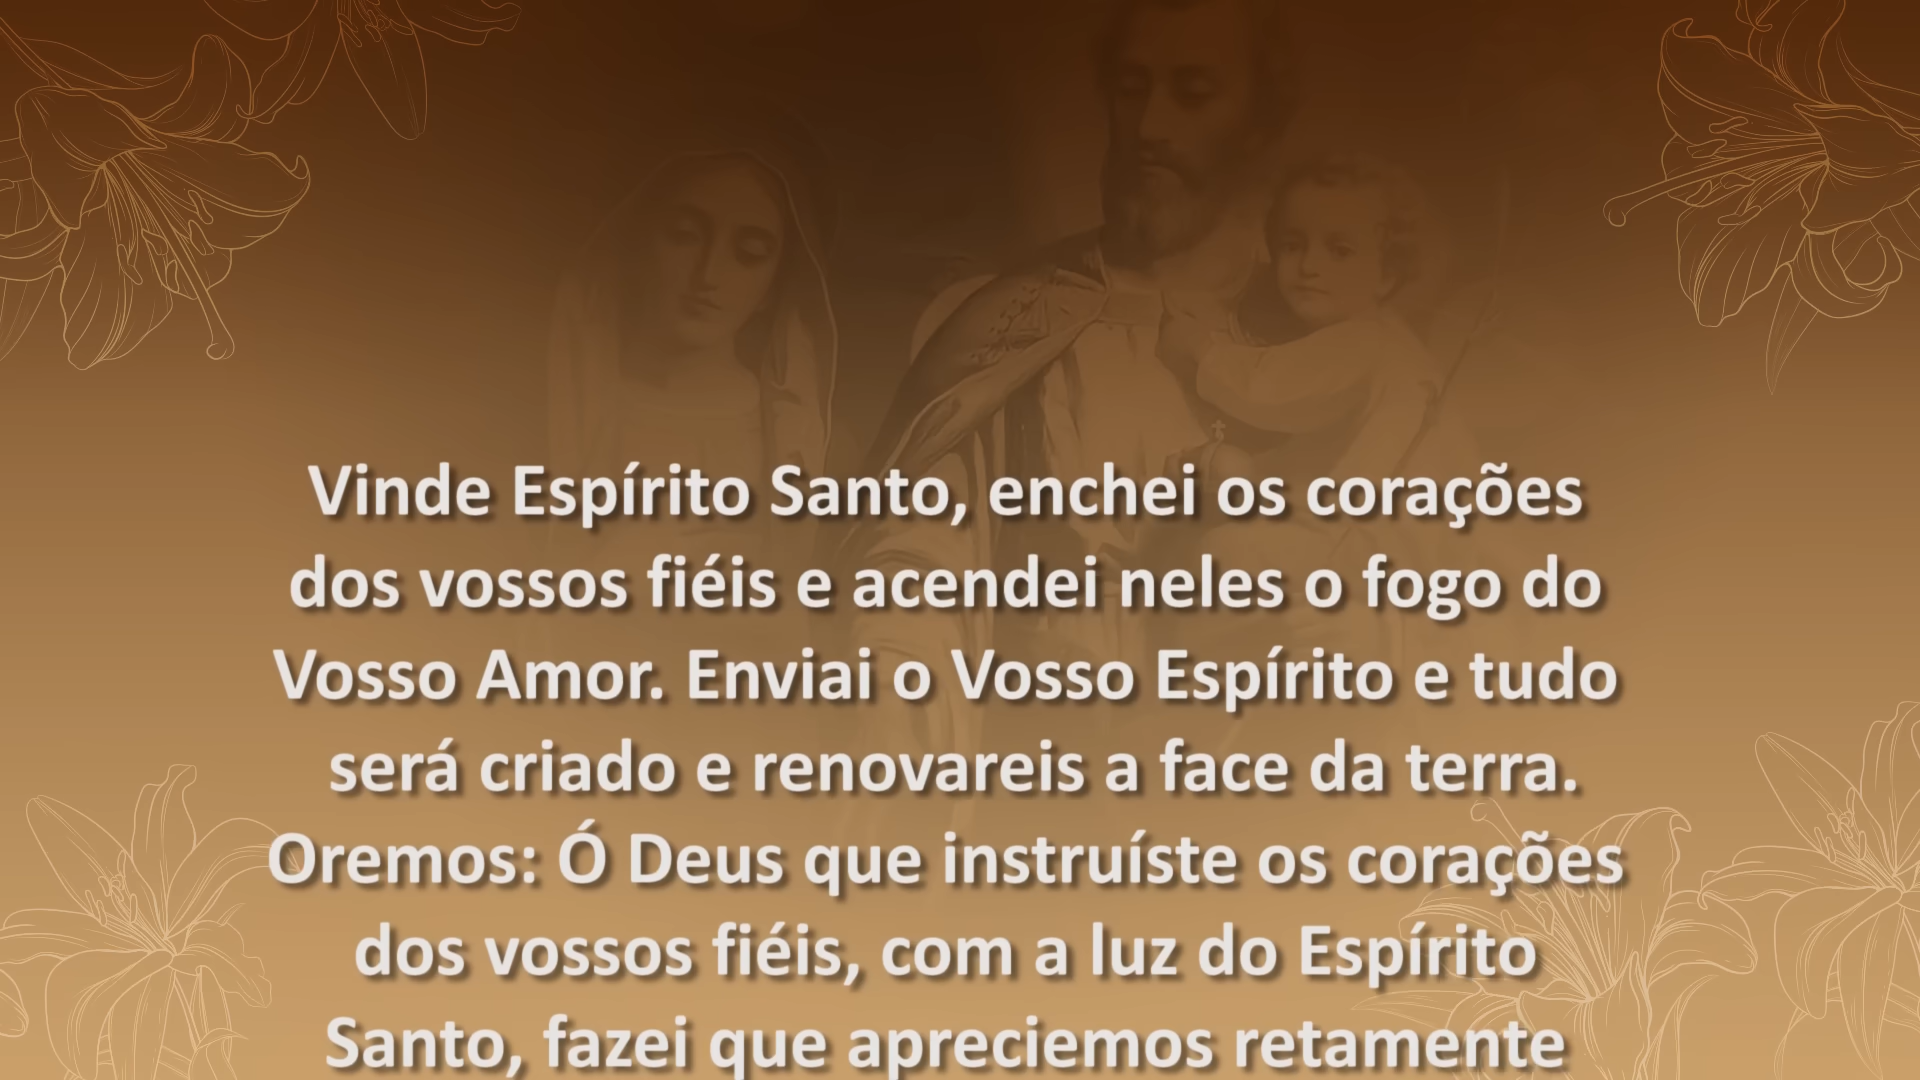 Vinde Espírito Santo, enchei os corações
dos vossos fiéis e acendei neles o fogo do
Vosso Amor. Enviai o Vosso Espírito e tudo
será criado e renovareis a face da terra.
Oremos: Ó Deus que instruíste os corações
dos vossos fiéis, com a luz do Espírito
Santo, fazei que apreciemos retamente